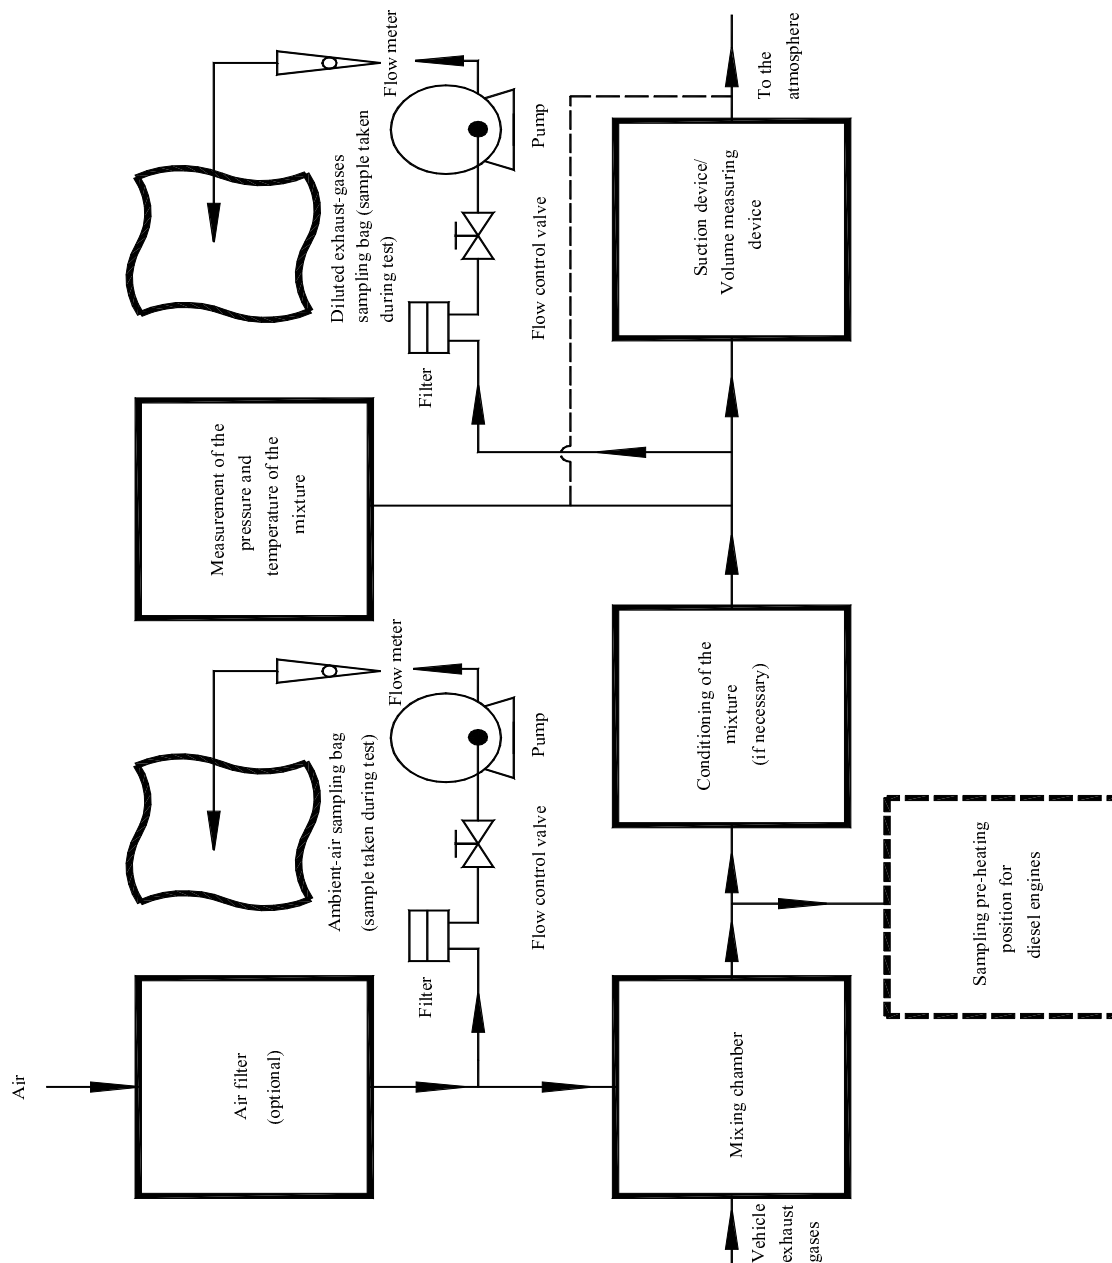 Air
Air filter
(optional)
Filter
Flow control valve
Pump
Flow meter
Ambient-air sampling bag
(sample taken during test)
Measurement of the
pressure and
temperature of the
mixture
Filter
Flow control valve
Pump
Flow meter
Diluted exhaust-gases
sampling bag (sample taken
during test)
Vehicle
exhaust
gases
Mixing chamber
Conditioning of the
mixture
(if necessary)
Suction device/
Volume measuring
device
To the
atmosphere
Sampling pre-heating
position for
diesel engines